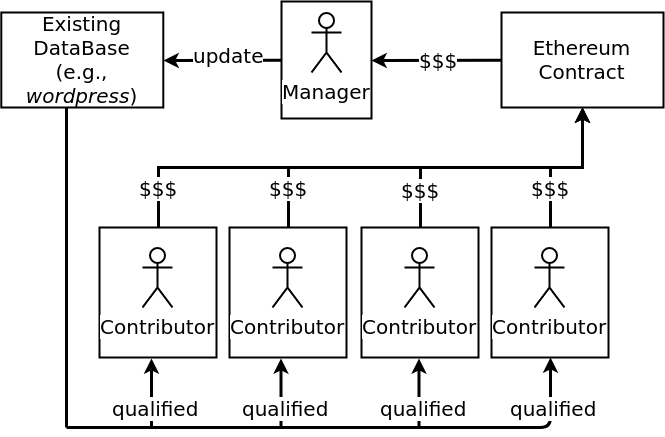 Existing
DataBase
(e.g.,
wordpress)
update
Manager
$$$
Ethereum
Contract
$$$
$$$
$$$
$$$
Contributor
Contributor
Contributor
Contributor
qualified
qualified
qualified
qualified